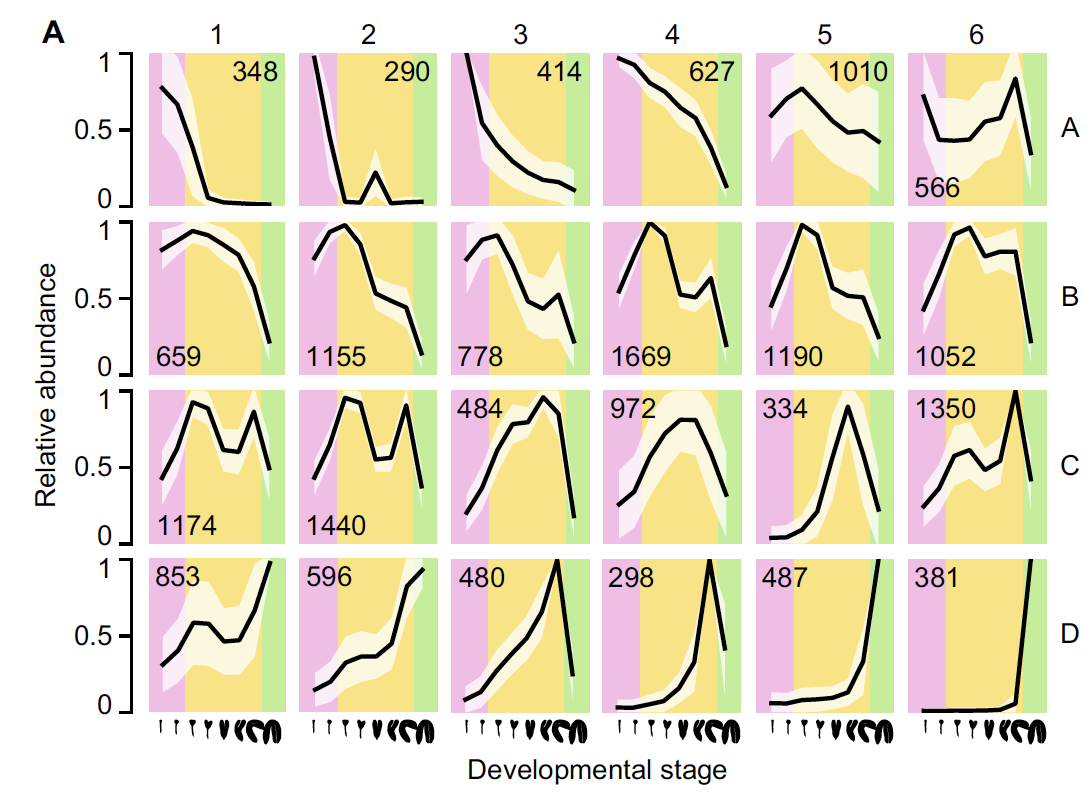 A
1 2 3 4 5 6
1 348 290 414 627 1010
0.5 A
0 566
1
0.5 B
0 659 1155 778 1669 1190 1052
1 484 972 334 1350
0.5 C
0 1174 1440
1 853 596 480 298 487 381
0.5 D
0
Relative abundance
Developmental stage